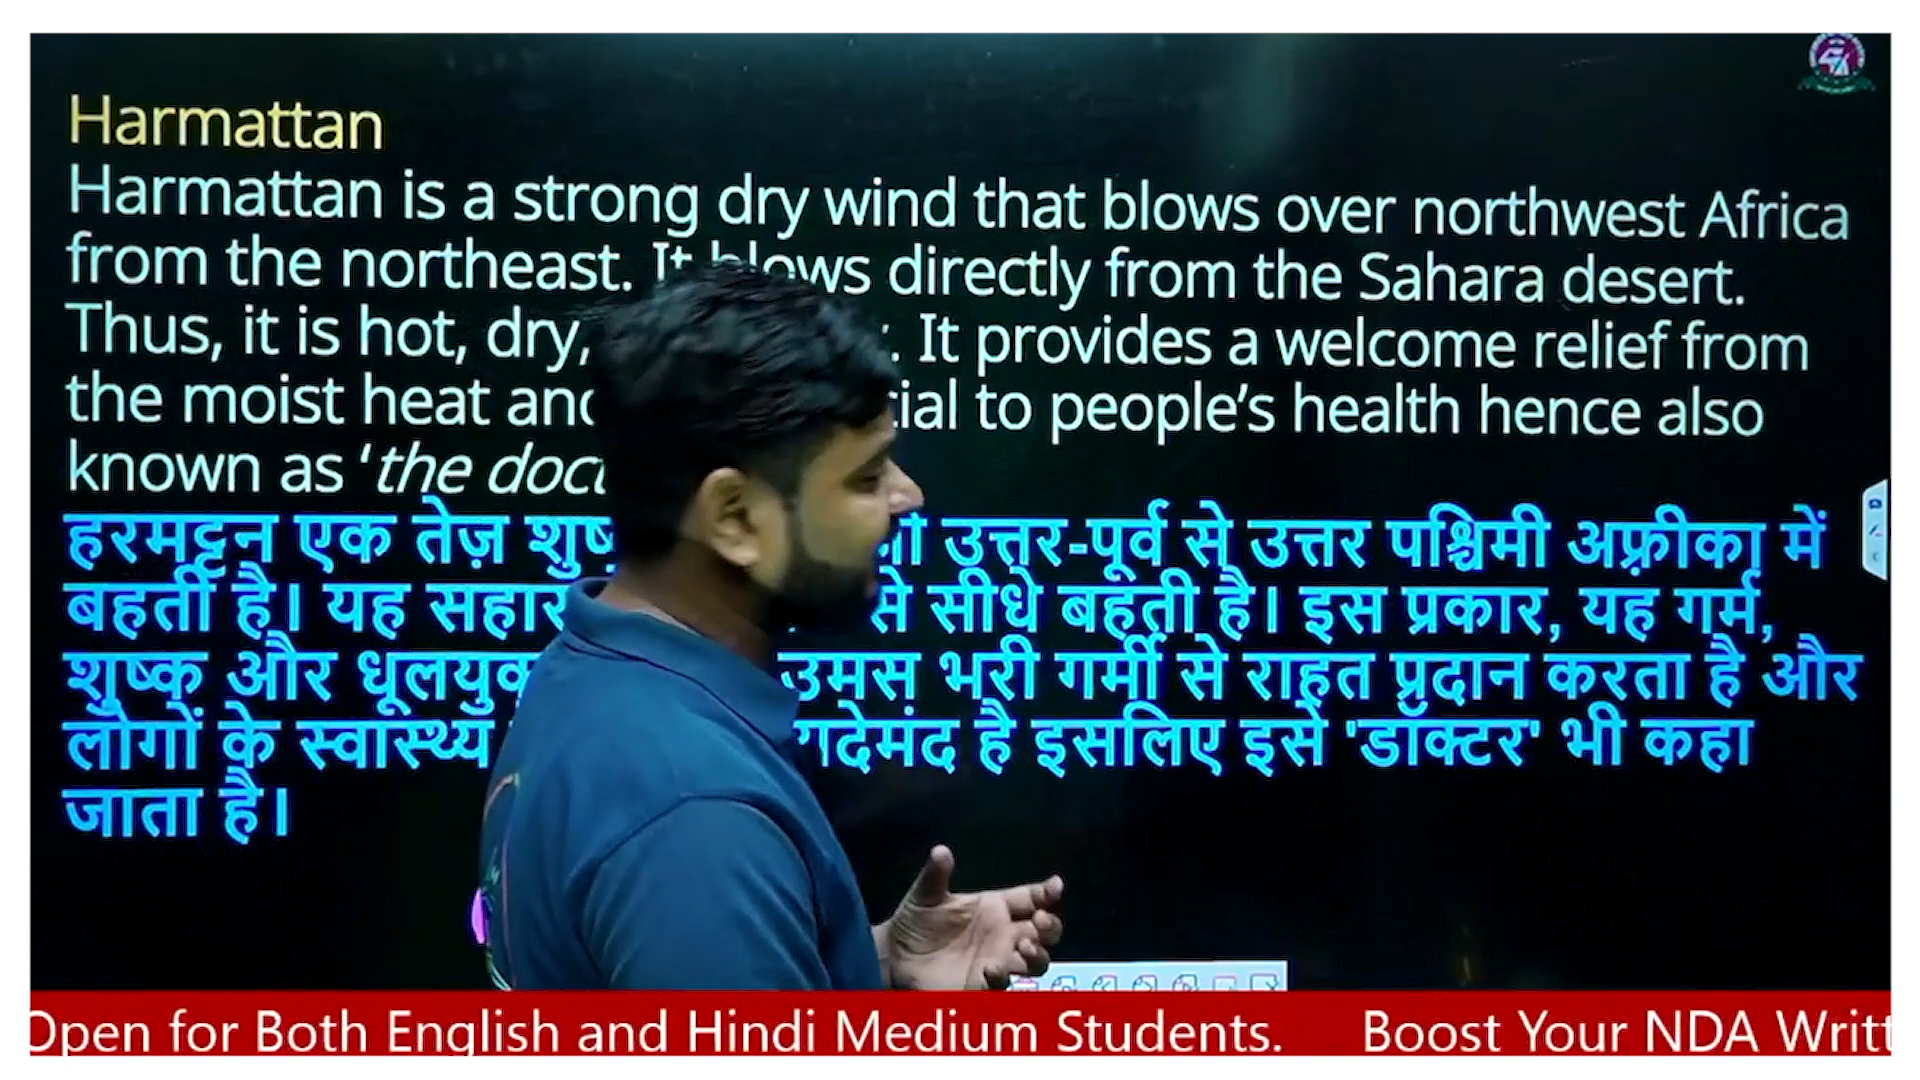 Harmattan
Harmattan is a strong dry wind that blows over northwest Africa
from the northeast. It blows directly from the Sahara desert.
Thus, it is hot, dry, It provides a welcome relief from
the moist heat and to people’s health hence also
known as ‘the
हरमट्टन एक तेज़ उत्तर-पूर्व से उत्तर पश्चिमी अफ़्रीका में
बहती है। यह से सीधे बहती है। इस प्रकार, यह गर्म,
शुष्क और उमस भरी गर्मी से राहत प्रदान करता है और
लोगों के स्वास्थ्य है इसलिए इसे 'डॉक्टर' भी कहा
जाता है।
Open for Both English and Hindi Medium Students. Boost Your NDA